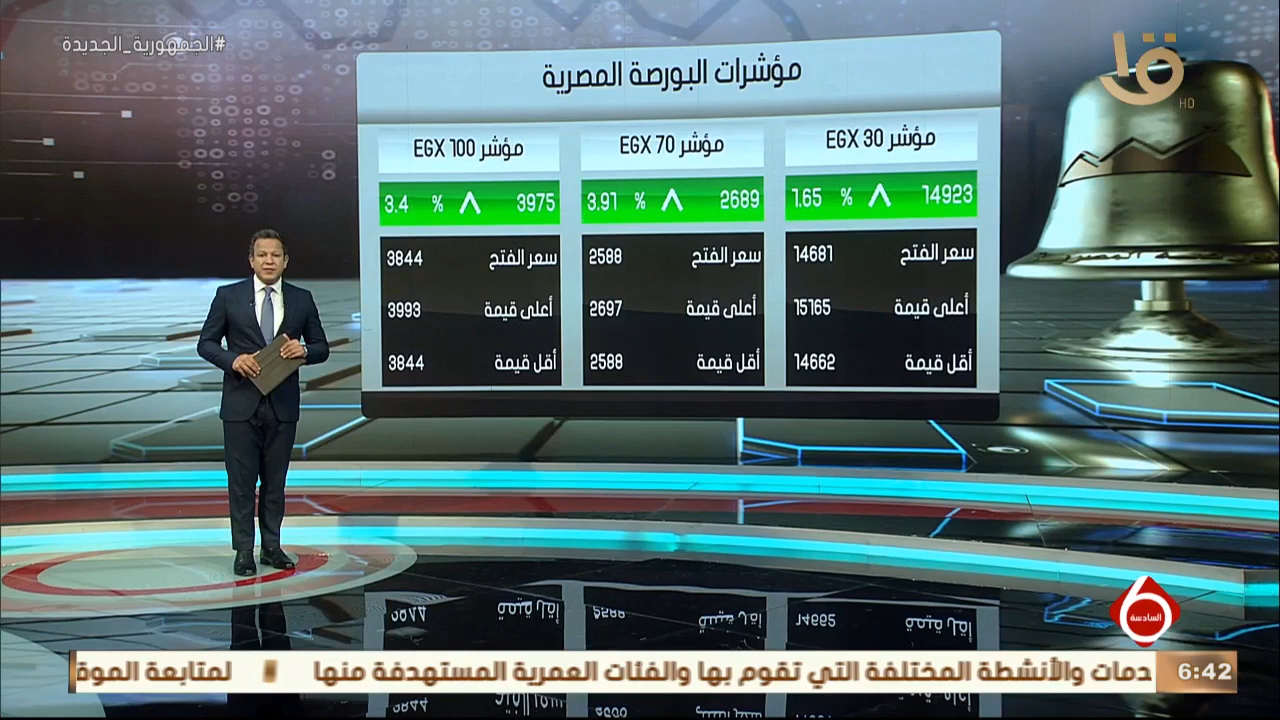 #الجمهورية_الجديدة
HD
مؤشرات البورصة المصرية
مؤشر EGX 30
14923 % 1.65
سعر الفتح 14681
أعلى قيمة 15165
أقل قيمة 14662
مؤشر EGX 70
2689 % 3.91
سعر الفتح 2588
أعلى قيمة 2697
أقل قيمة 2588
مؤشر EGX 100
3975 % 3.4
سعر الفتح 3844
أعلى قيمة 3993
أقل قيمة 3844
6
السادسة
6:42
دمات والأنشطة المختلفة التي تقوم بها والفئات العمرية المستهدفة منها لمتابعة الموة